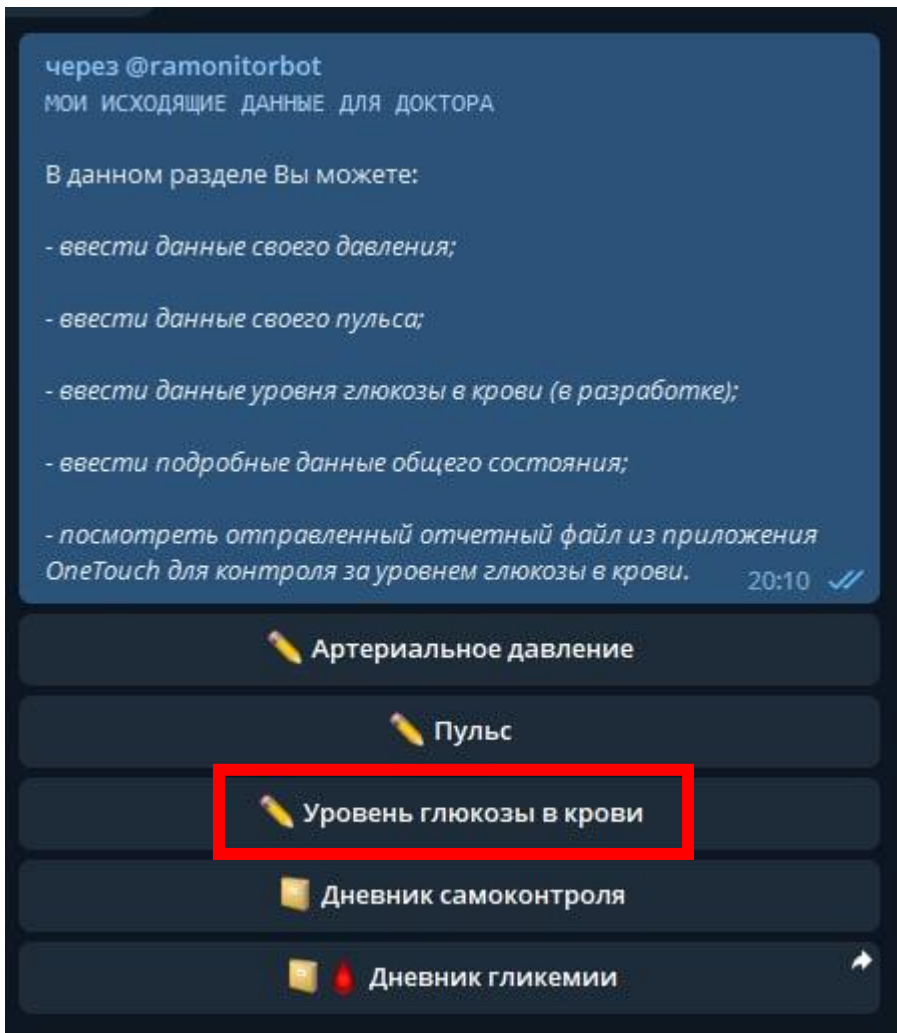 через @ramonitorbot
МОИ ИСХОДЯЩИЕ ДАННЫЕ ДЛЯ ДОКТОРА
В данном разделе Вы можете:
- ввести данные своего давления;
- ввести данные своего пульса;
- ввести данные уровня глюкозы в крови (в разработке);
- ввести подробные данные общего состояния;
- посмотреть отправленный отчетный файл из приложения
OneTouch для контроля за уровнем глюкозы в крови.
20:10
Артериальное давление
Пульс
Уровень глюкозы в крови
Дневник самоконтроля
Дневник гликемии